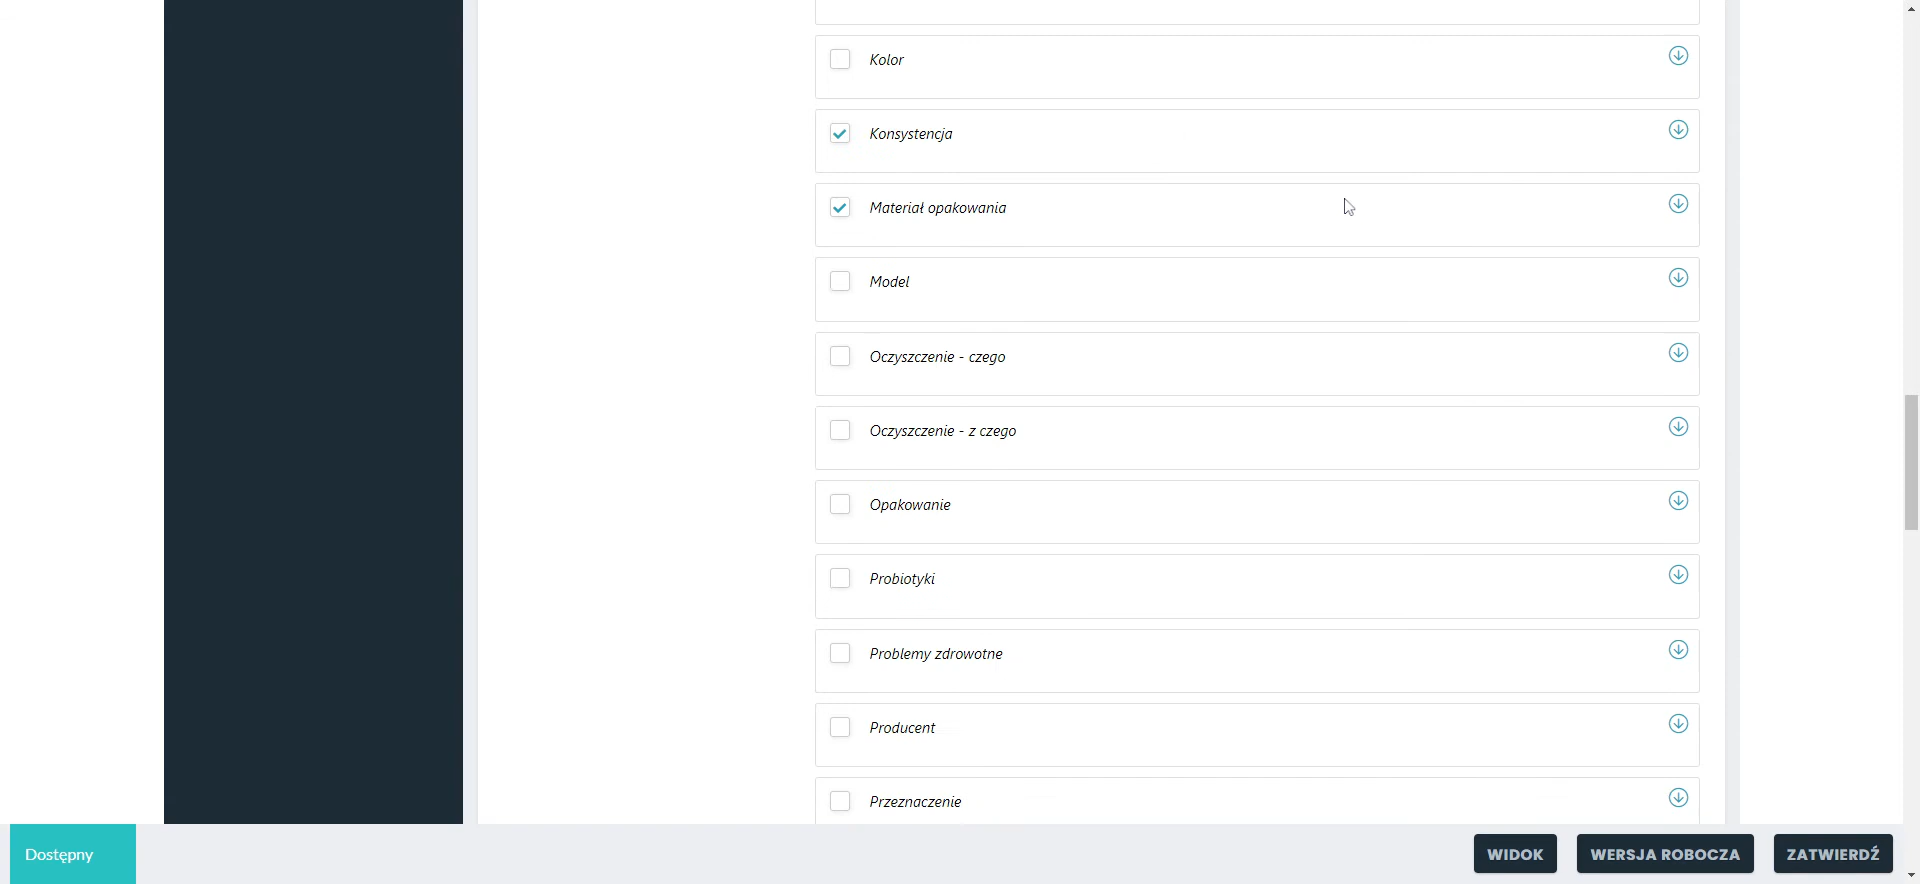 Kolor
Konsystencja
Materiał opakowania
Model
Oczyszczenie - czego
Oczyszczenie - z czego
Opakowanie
Probiotyki
Problemy zdrowotne
Producent
Przeznaczenie
Dostępny
WIDOK
WERSJA ROBOCZA
ZATWIERDŹ